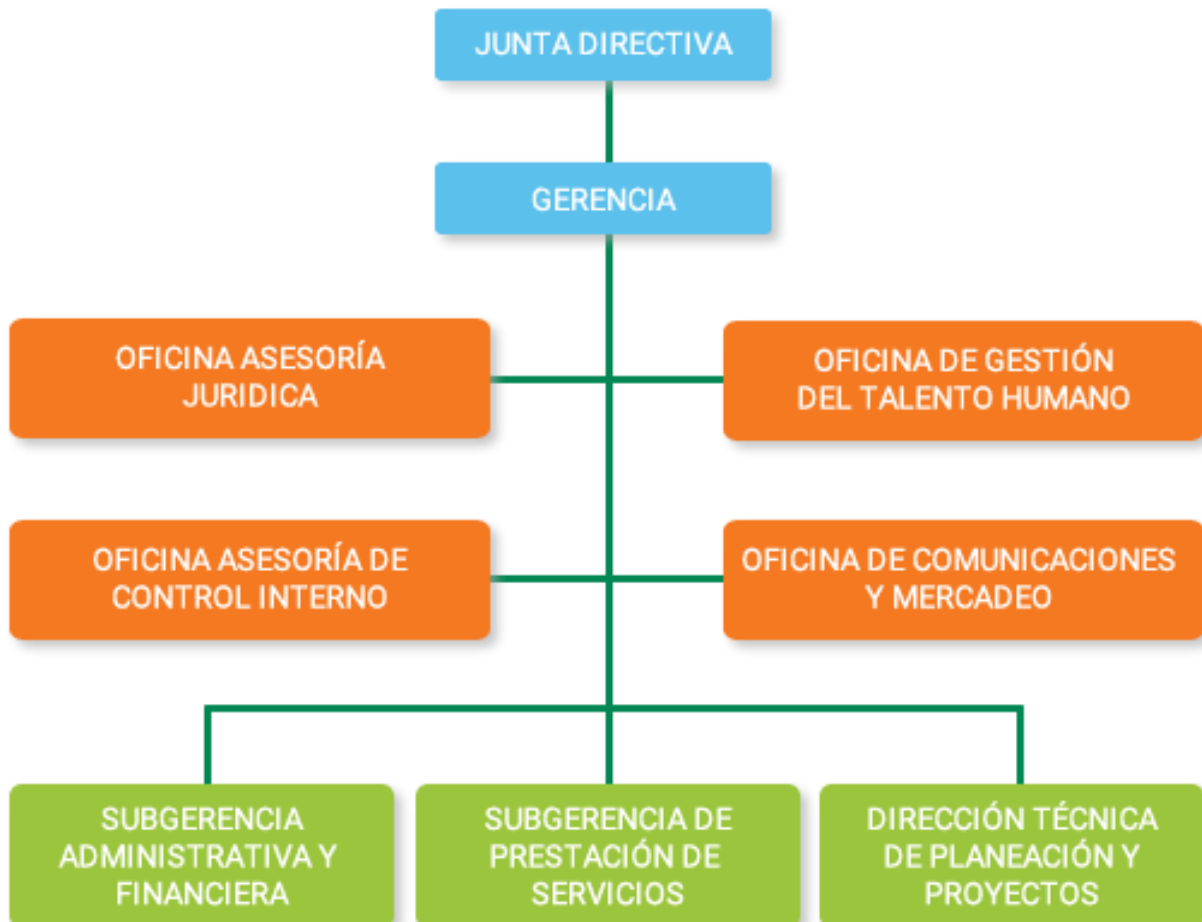 JUNTA DIRECTIVA
GERENCIA
OFICINA ASESORÍA
JURIDICA
OFICINA DE GESTIÓN
DEL TALENTO HUMANO
OFICINA ASESORÍA DE
CONTROL INTERNO
OFICINA DE COMUNICACIONES
Y MERCADEO
SUBGERENCIA
ADMINISTRATIVA Y
FINANCIERA
SUBGERENCIA DE
PRESTACIÓN DE
SERVICIOS
DIRECCIÓN TÉCNICA
DE PLANEACIÓN Y
PROYECTOS